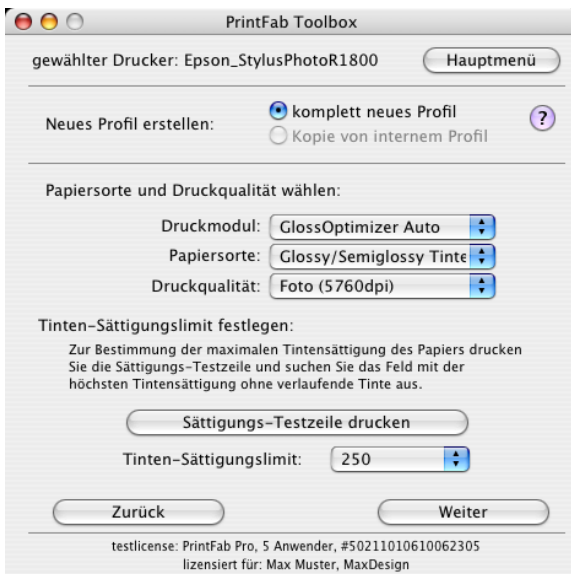 PrintFab Toolbox
gewählter Drucker: Epson_StylusPhotoR1800 Hauptmenü
Neues Profil erstellen: komplett neues Profil ?
Kopie von internem Profil
Papiersorte und Druckqualität wählen:
Druckmodul: GlossOptimizer Auto
Papiersorte: Glossy/Semiglossy Tinte
Druckqualität: Foto (5760dpi)
Tinten-Sättigungslimit festlegen:
Zur Bestimmung der maximalen Tintensättigung des Papiers drucken
Sie die Sättigungs-Testzeile und suchen Sie das Feld mit der
höchsten Tintensättigung ohne verlaufende Tinte aus.
Sättigungs-Testzeile drucken
Tinten-Sättigungslimit: 250
Zurück Weiter
testlicense: PrintFab Pro, 5 Anwender, #50211010610062305
lizensiert für: Max Muster, MaxDesign